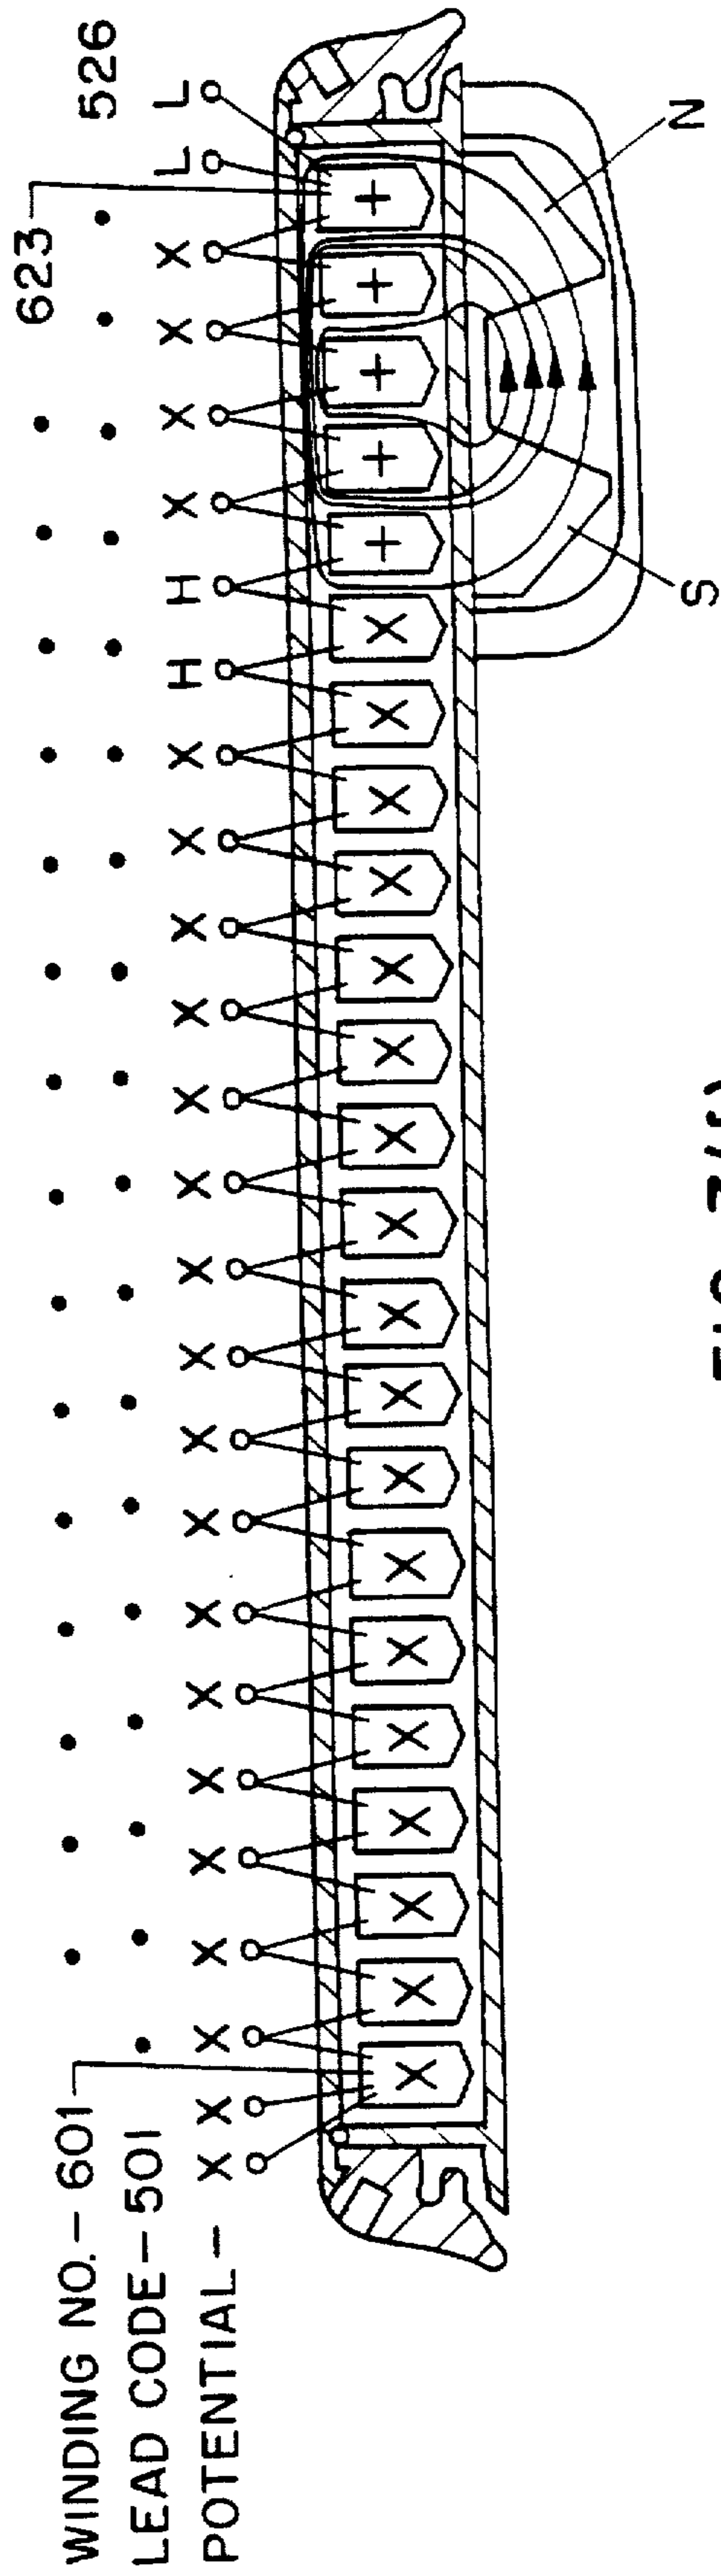 WINDING NO.-601 623
LEAD CODE-501 526
POTENTIAL- X X X X X X X X X X X X X X X X X X H H X X X X L L
X X X X X X X X X X X X X X X X X X + + + + +
S N